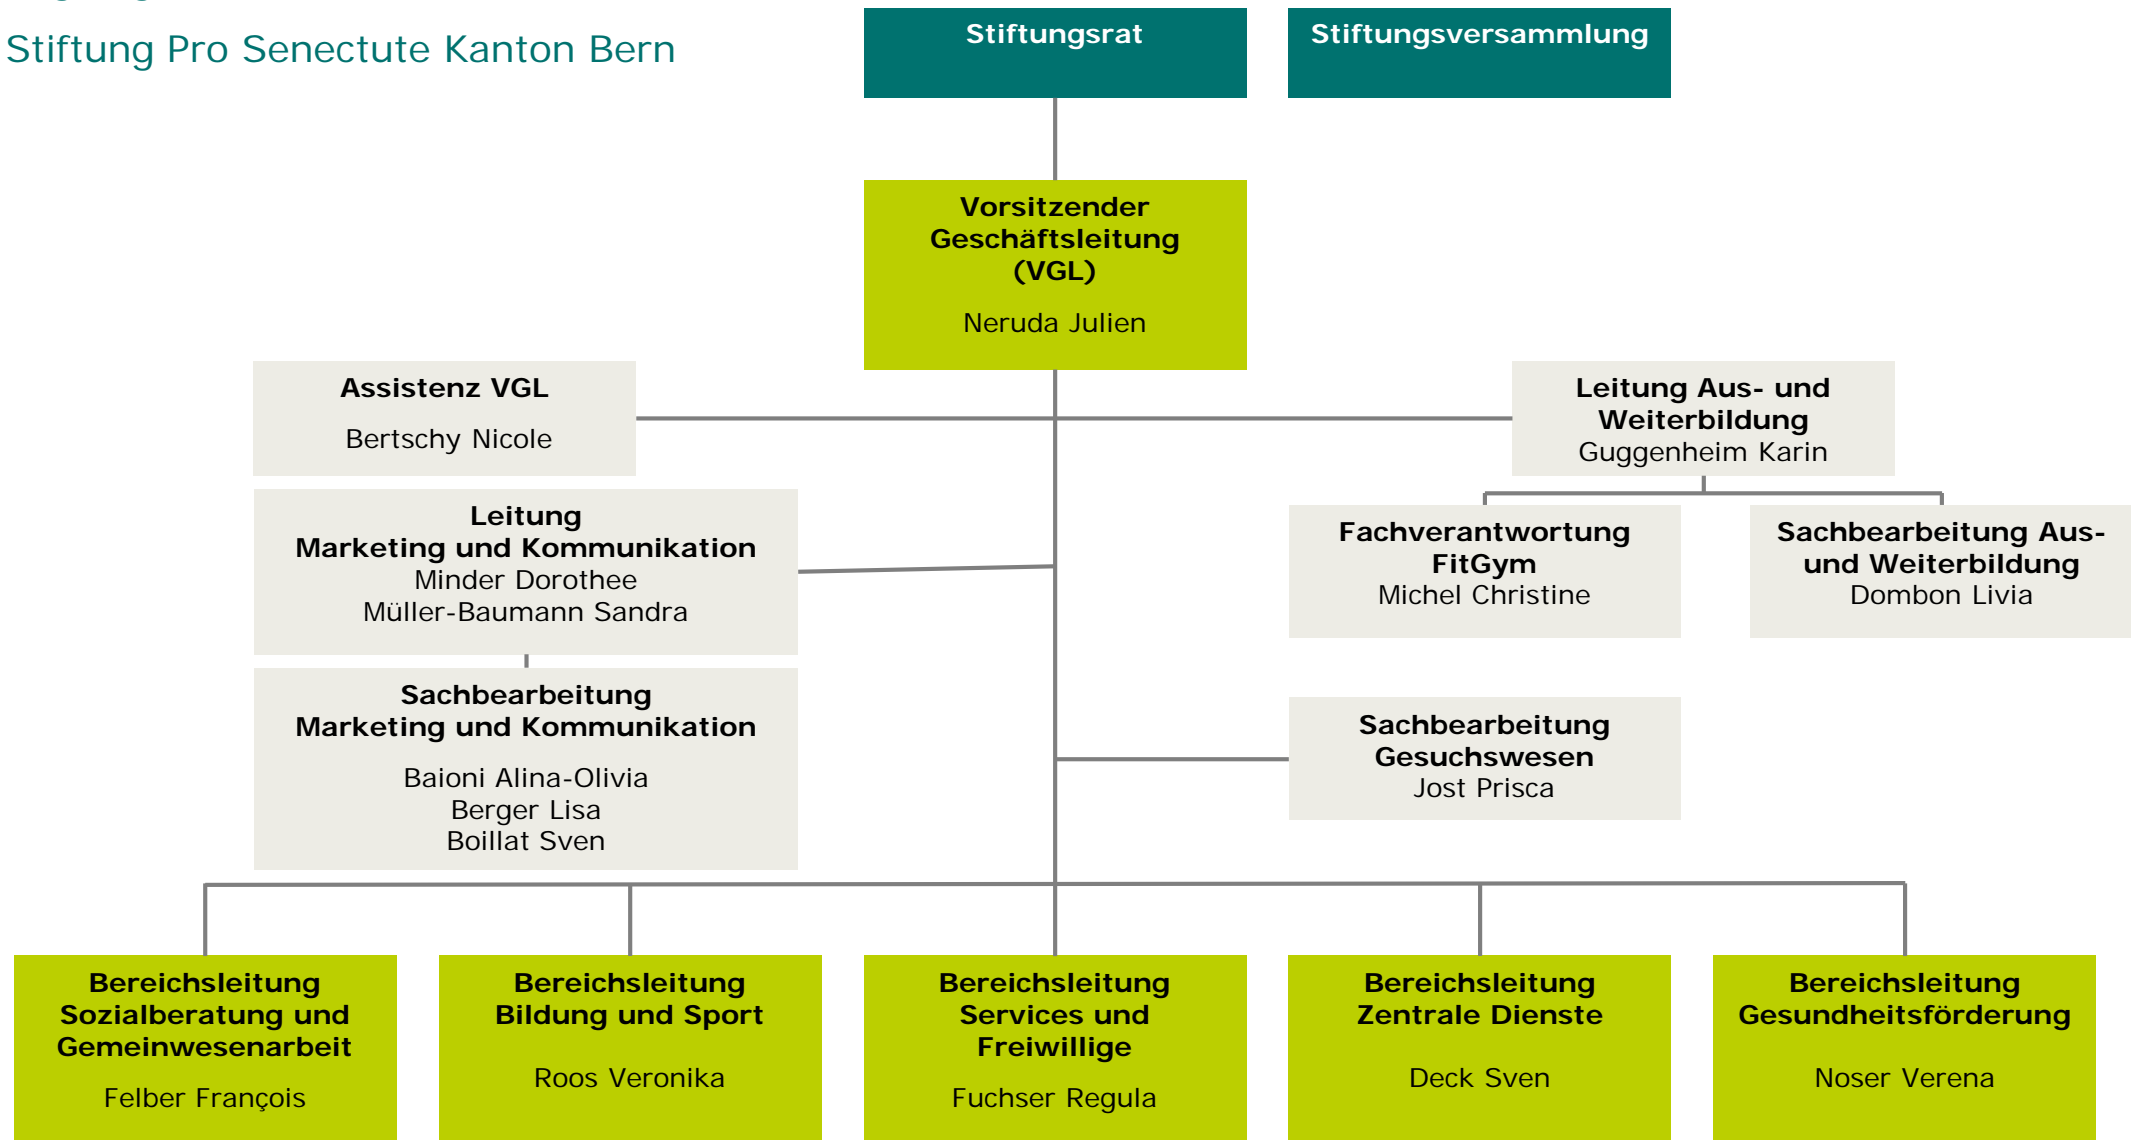 Stiftung Pro Senectute Kanton Bern
Stiftungsrat
Stiftungsversammlung
Vorsitzender
Geschäftsleitung
(VGL)
Neruda Julien
Assistenz VGL
Bertschy Nicole
Leitung Aus- und
Weiterbildung
Guggenheim Karin
Leitung
Marketing und Kommunikation
Minder Dorothee
Müller-Baumann Sandra
Fachverantwortung
FitGym
Michel Christine
Sachbearbeitung Aus-
und Weiterbildung
Dombon Livia
Sachbearbeitung
Marketing und Kommunikation
Baioni Alina-Olivia
Berger Lisa
Boillat Sven
Sachbearbeitung
Gesuchswesen
Jost Prisca
Bereichsleitung
Sozialberatung und
Gemeinwesenarbeit
Felber François
Bereichsleitung
Bildung und Sport
Roos Veronika
Bereichsleitung
Services und
Freiwillige
Fuchser Regula
Bereichsleitung
Zentrale Dienste
Deck Sven
Bereichsleitung
Gesundheitsförderung
Noser Verena